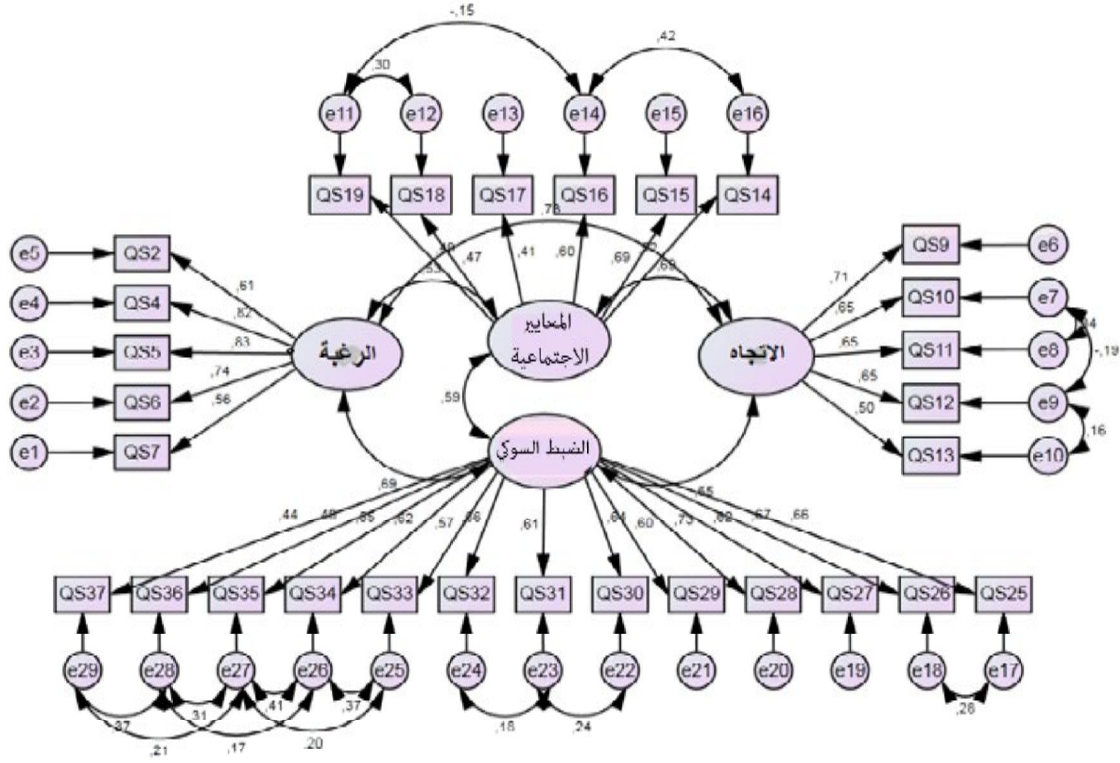 -,15
,42
,30
e11 e12 e13 e14 e15 e16
QS19 QS18 QS17 QS16 QS15 QS14
e5 QS2
QS9 e6
,47 ,41 ,60 ,69
,61
,71
e4 QS4
QS10 e7
,82
,65
المعايير
الاجتماعية
الرغبة
الاتجاه
e3 QS5
QS11 e8
,83
,65
-,19
,74
,65
e2 QS6
QS12 e9
,56
,59
,50
,16
e1 QS7
QS13 e10
الضبط السوكي
,69
,65
,44 ,62 ,57 ,61 ,60 ,73 ,67 ,66
QS37 QS36 QS35 QS34 QS33 QS32 QS31 QS30 QS29 QS28 QS27 QS26 QS25
e29 e28 e27 e26 e25 e24 e23 e22 e21 e20 e19 e18 e17
,37 ,31 ,41 ,37 ,18 ,24 ,28
,21 ,17 ,20